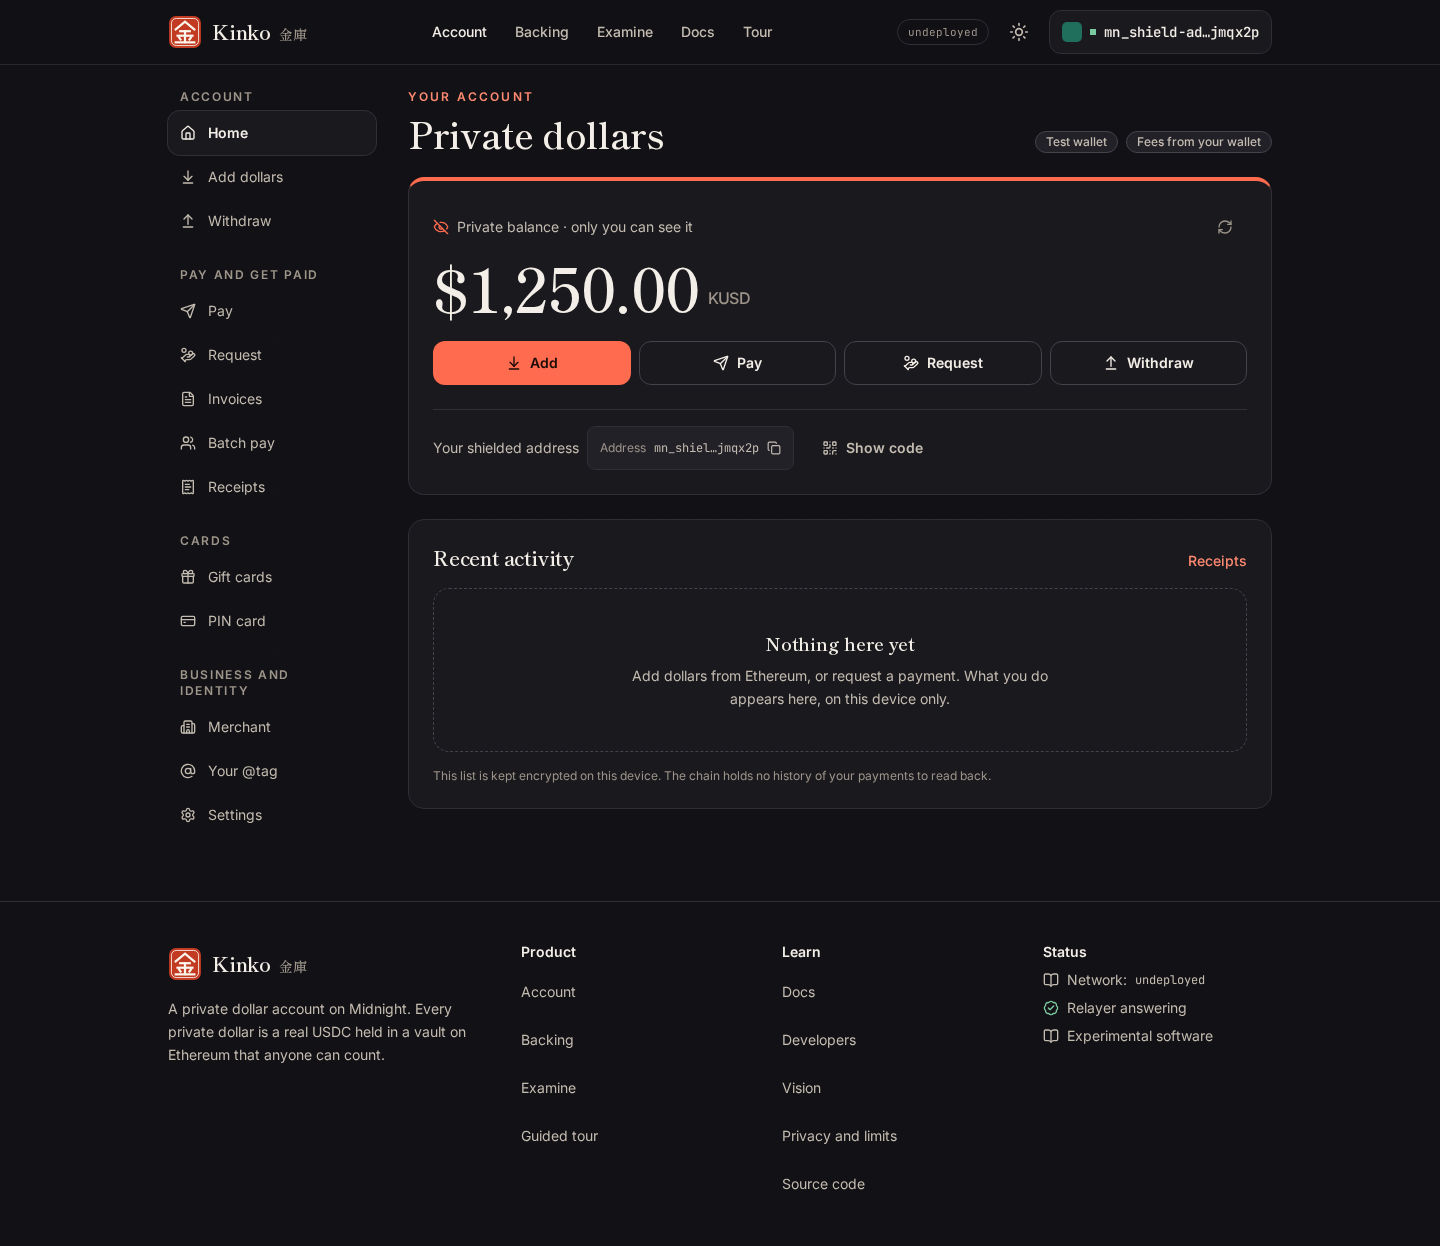 金 Kinko 金庫
Account
Backing
Examine
Docs
Tour
undeployed
mn_shield-ad…jmqx2p
ACCOUNT
Home
Add dollars
Withdraw
PAY AND GET PAID
Pay
Request
Invoices
Batch pay
Receipts
CARDS
Gift cards
PIN card
BUSINESS AND
IDENTITY
Merchant
Your @tag
Settings
YOUR ACCOUNT
Private dollars
Test wallet
Fees from your wallet
Private balance · only you can see it
$1,250.00 KUSD
Add
Pay
Request
Withdraw
Your shielded address
Address mn_shiel…jmqx2p
Show code
Recent activity
Receipts
Nothing here yet
Add dollars from Ethereum, or request a payment. What you do
appears here, on this device only.
This list is kept encrypted on this device. The chain holds no history of your payments to read back.
金 Kinko 金庫
A private dollar account on Midnight. Every
private dollar is a real USDC held in a vault on
Ethereum that anyone can count.
Product
Account
Backing
Examine
Guided tour
Learn
Docs
Developers
Vision
Privacy and limits
Source code
Status
Network: undeployed
Relayer answering
Experimental software